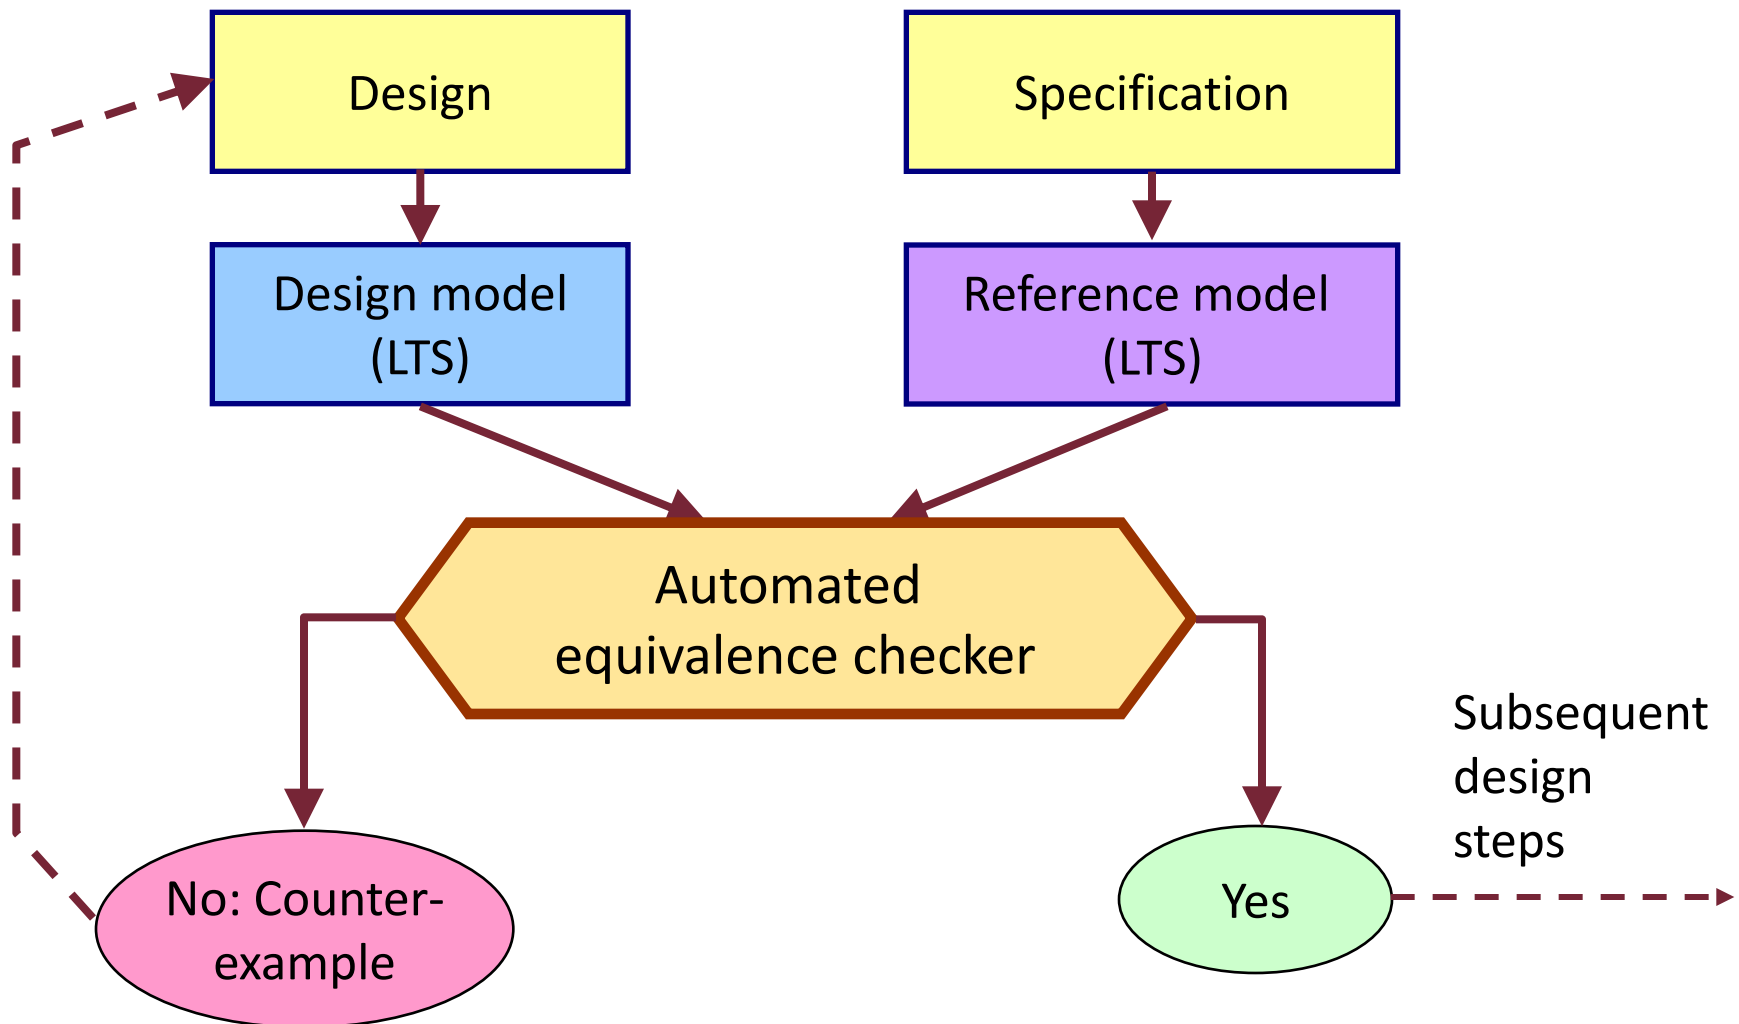 Design
Specification
Design model
(LTS)
Reference model
(LTS)
Automated
equivalence checker
Subsequent
design
steps
No: Counter-
example
Yes